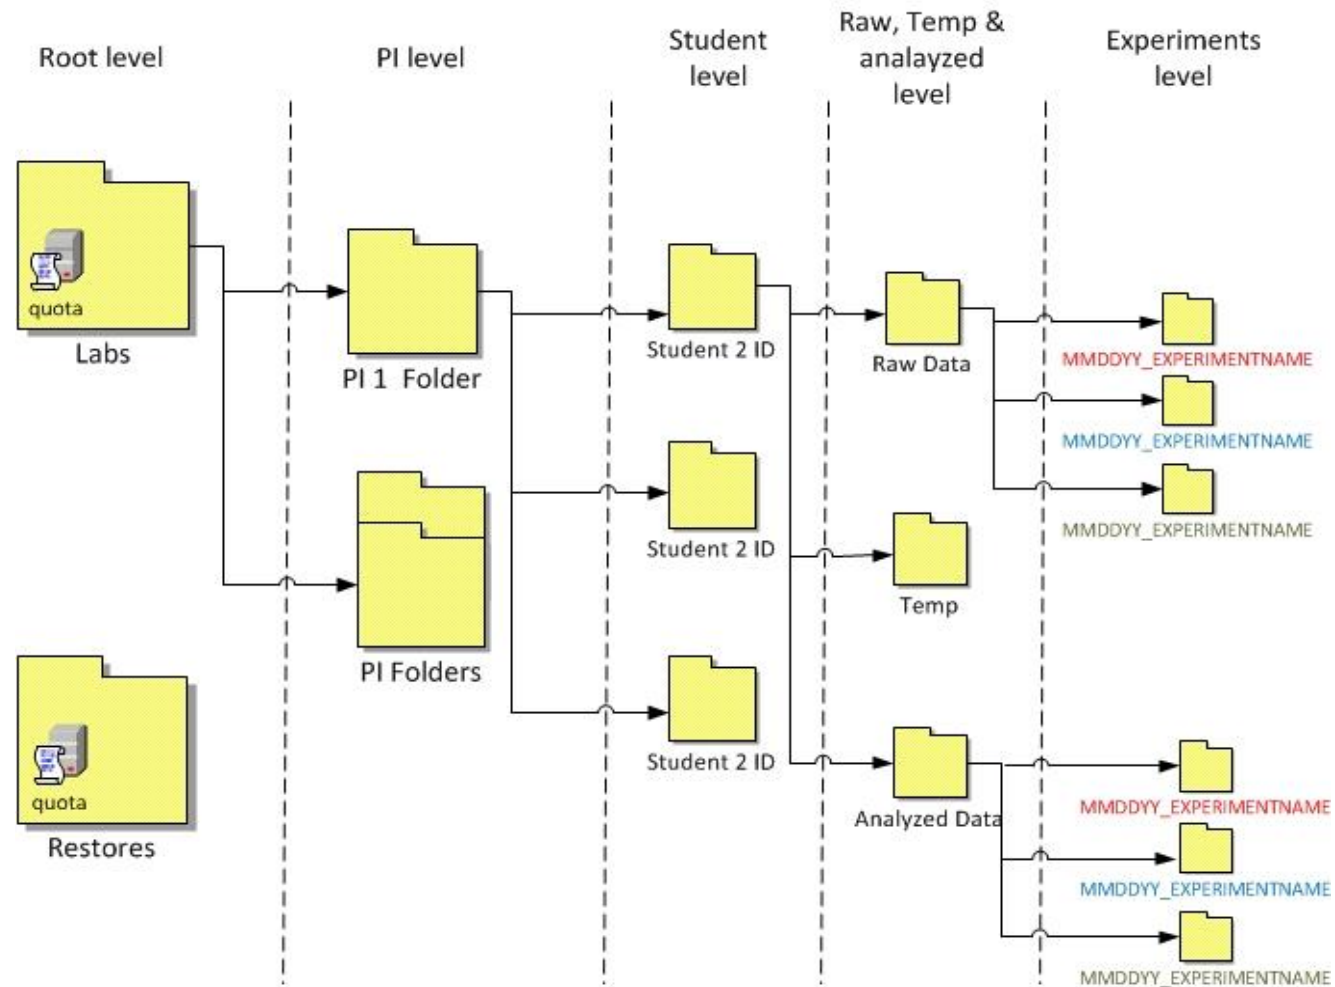 Root level
PI level
Student
level
Raw, Temp &
analayzed
level
Experiments
level
quota
Labs
PI 1  Folder
Student 2 ID
Raw Data
MMDDYY_EXPERIMENTNAME
MMDDYY_EXPERIMENTNAME
MMDDYY_EXPERIMENTNAME
Student 2 ID
Temp
PI Folders
Student 2 ID
quota
Restores
Analyzed Data
MMDDYY_EXPERIMENTNAME
MMDDYY_EXPERIMENTNAME
MMDDYY_EXPERIMENTNAME